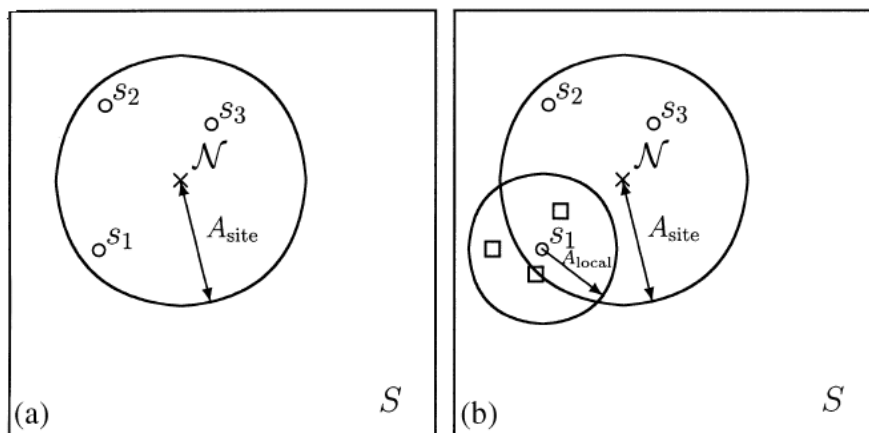 s₂
s₃
𝒩
s₁
A_site
(a)
S
s₂
s₃
𝒩
s₁
A_local
A_site
(b)
S